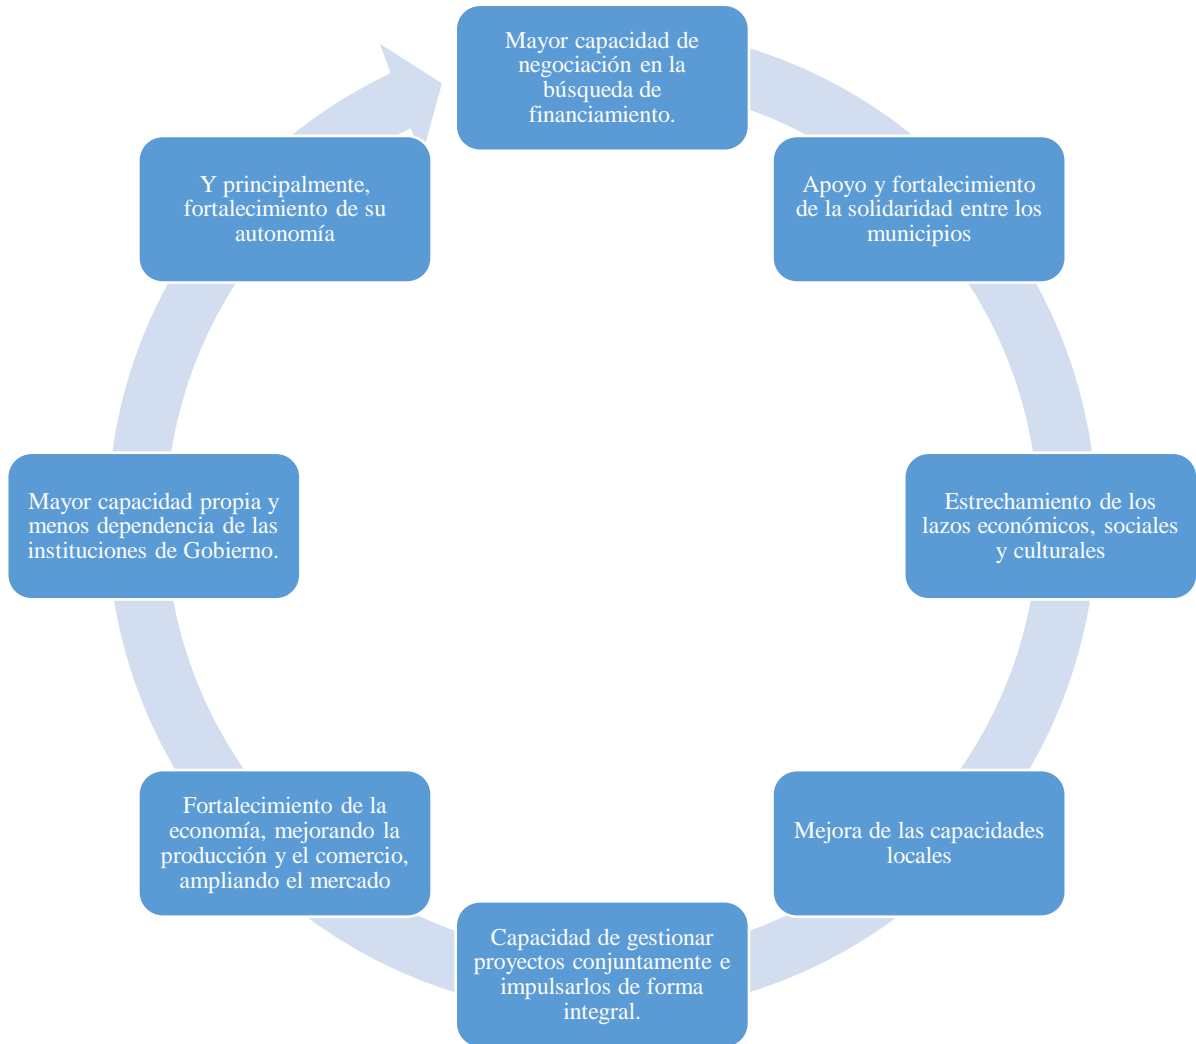 Mayor capacidad de
negociación en la
búsqueda de
financiamiento.
Apoyo y fortalecimiento
de la solidaridad entre los
municipios
Estrechamiento de los
lazos económicos, sociales
y culturales
Mejora de las capacidades
locales
Capacidad de gestionar
proyectos conjuntamente e
impulsarlos de forma
integral.
Fortalecimiento de la
economía, mejorando la
producción y el comercio,
ampliando el mercado
Mayor capacidad propia y
menos dependencia de las
instituciones de Gobierno.
Y principalmente,
fortalecimiento de su
autonomía